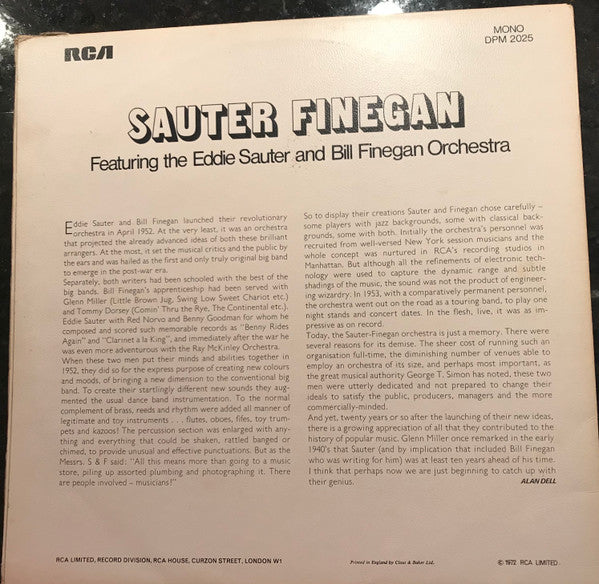 RCA
MONO
DPM 2025
SAUTER FINEGAN
Featuring the Eddie Sauter and Bill Finegan Orchestra
Eddie Sauter and Bill Finegan launched their revolutionary
orchestra in April 1952. At the very least, it was an orchestra
that projected the already advanced ideas of both these brilliant
arrangers. At the most, it set the musical critics and the public by
the ears and was hailed as the first and only truly original big band
to emerge in the post-war era.
Separately, both writers had been schooled with the best of the
big bands. Bill Finegan's apprenticeship had been served with
Glenn Miller (Little Brown Jug, Swing Low Sweet Chariot etc.)
and Tommy Dorsey (Comin' Thru the Rye, The Continental etc.).
Eddie Sauter with Red Norvo and Benny Goodman for whom he
composed and scored such memorable records as "Benny Rides
Again" and "Clarinet a la King", and immediately after the war he
was even more adventurous with the Ray McKinley Orchestra.
When these two men put their minds and abilities together in
1952, they did so for the express purpose of creating new colours
and moods, of bringing a new dimension to the conventional big
band. To create their startlingly different new sounds they aug-
mented the usual dance band instrumentation. To the normal
complement of brass, reeds and rhythm were added all manner of
legitimate and toy instruments . . . flutes, oboes, fifes, toy trum-
pets and kazoos! The percussion section was enlarged with any-
thing and everything that could be shaken, rattled banged or
chimed, to provide unusual and effective punctuations. But as the
Messrs. S & F said: "All this means more than going to a music
store, piling up assorted plumbing and photographing it. There
are people involved – musicians!"
So to display their creations Sauter and Finegan chose carefully –
some players with jazz backgrounds, some with classical back-
grounds, some with both. Initially the orchestra's personnel was
recruited from well-versed New York session musicians and the
whole concept was nurtured in RCA's recording studios in
Manhattan. But although all the refinements of electronic tech-
nology were used to capture the dynamic range and subtle
shadings of the music, the sound was not the product of engineer-
ing wizardry. In 1953, with a comparatively permanent personnel,
the orchestra went out on the road as a touring band, to play one
night stands and concert dates. In the flesh, live, it was as im-
pressive as on record.
Today, the Sauter-Finegan orchestra is just a memory. There were
several reasons for its demise. The sheer cost of running such an
organisation full-time, the diminishing number of venues able to
employ an orchestra of its size, and perhaps most important, as
the great musical authority George T. Simon has noted, these two
men were utterly dedicated and not prepared to change their
ideals to satisfy the public, producers, managers and the more
commercially-minded.
And yet, twenty years or so after the launching of their new ideas,
there is a growing appreciation of all that they contributed to the
history of popular music. Glenn Miller once remarked in the early
1940's that Sauter (and by implication that included Bill Finegan
who was writing for him) was at least ten years ahead of his time.
I think that perhaps now we are just beginning to catch up with
their genius.
ALAN DELL
RCA LIMITED, RECORD DIVISION, RCA HOUSE, CURZON STREET, LONDON W1
Printed in England by Clout & Baker Ltd.
© 1972 RCA LIMITED